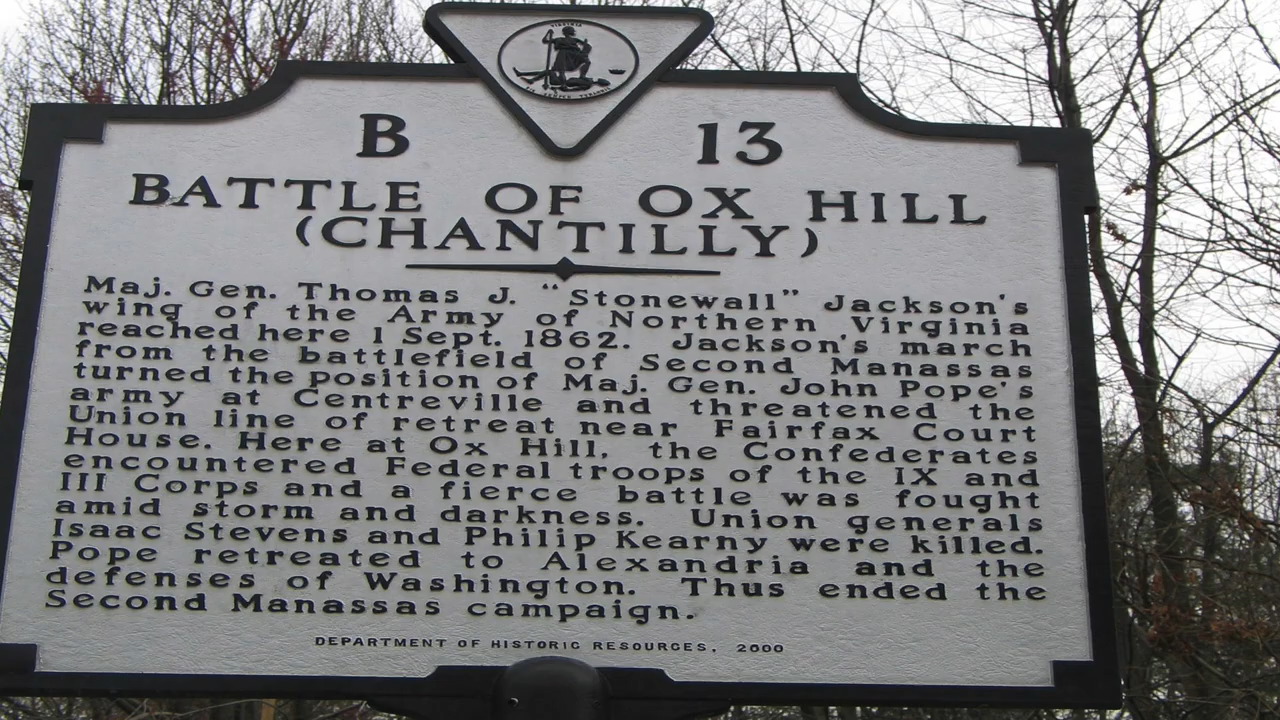 VIRGINIA
B 13
BATTLE OF OX HILL
(CHANTILLY)
Maj. Gen. Thomas J. "Stonewall" Jackson's
wing of the Army of Northern Virginia
reached here 1 Sept. 1862. Jackson's march
from the battlefield of Second Manassas
turned the position of Maj. Gen. John Pope's
army at Centreville and threatened the
Union line of retreat near Fairfax Court
House. Here at Ox Hill, the Confederates
encountered Federal troops of the IX and
III Corps and a fierce battle was fought
amid storm and darkness. Union generals
Isaac Stevens and Philip Kearny were killed.
Pope retreated to Alexandria and the
defenses of Washington. Thus ended the
Second Manassas campaign.
DEPARTMENT OF HISTORIC RESOURCES, 2000